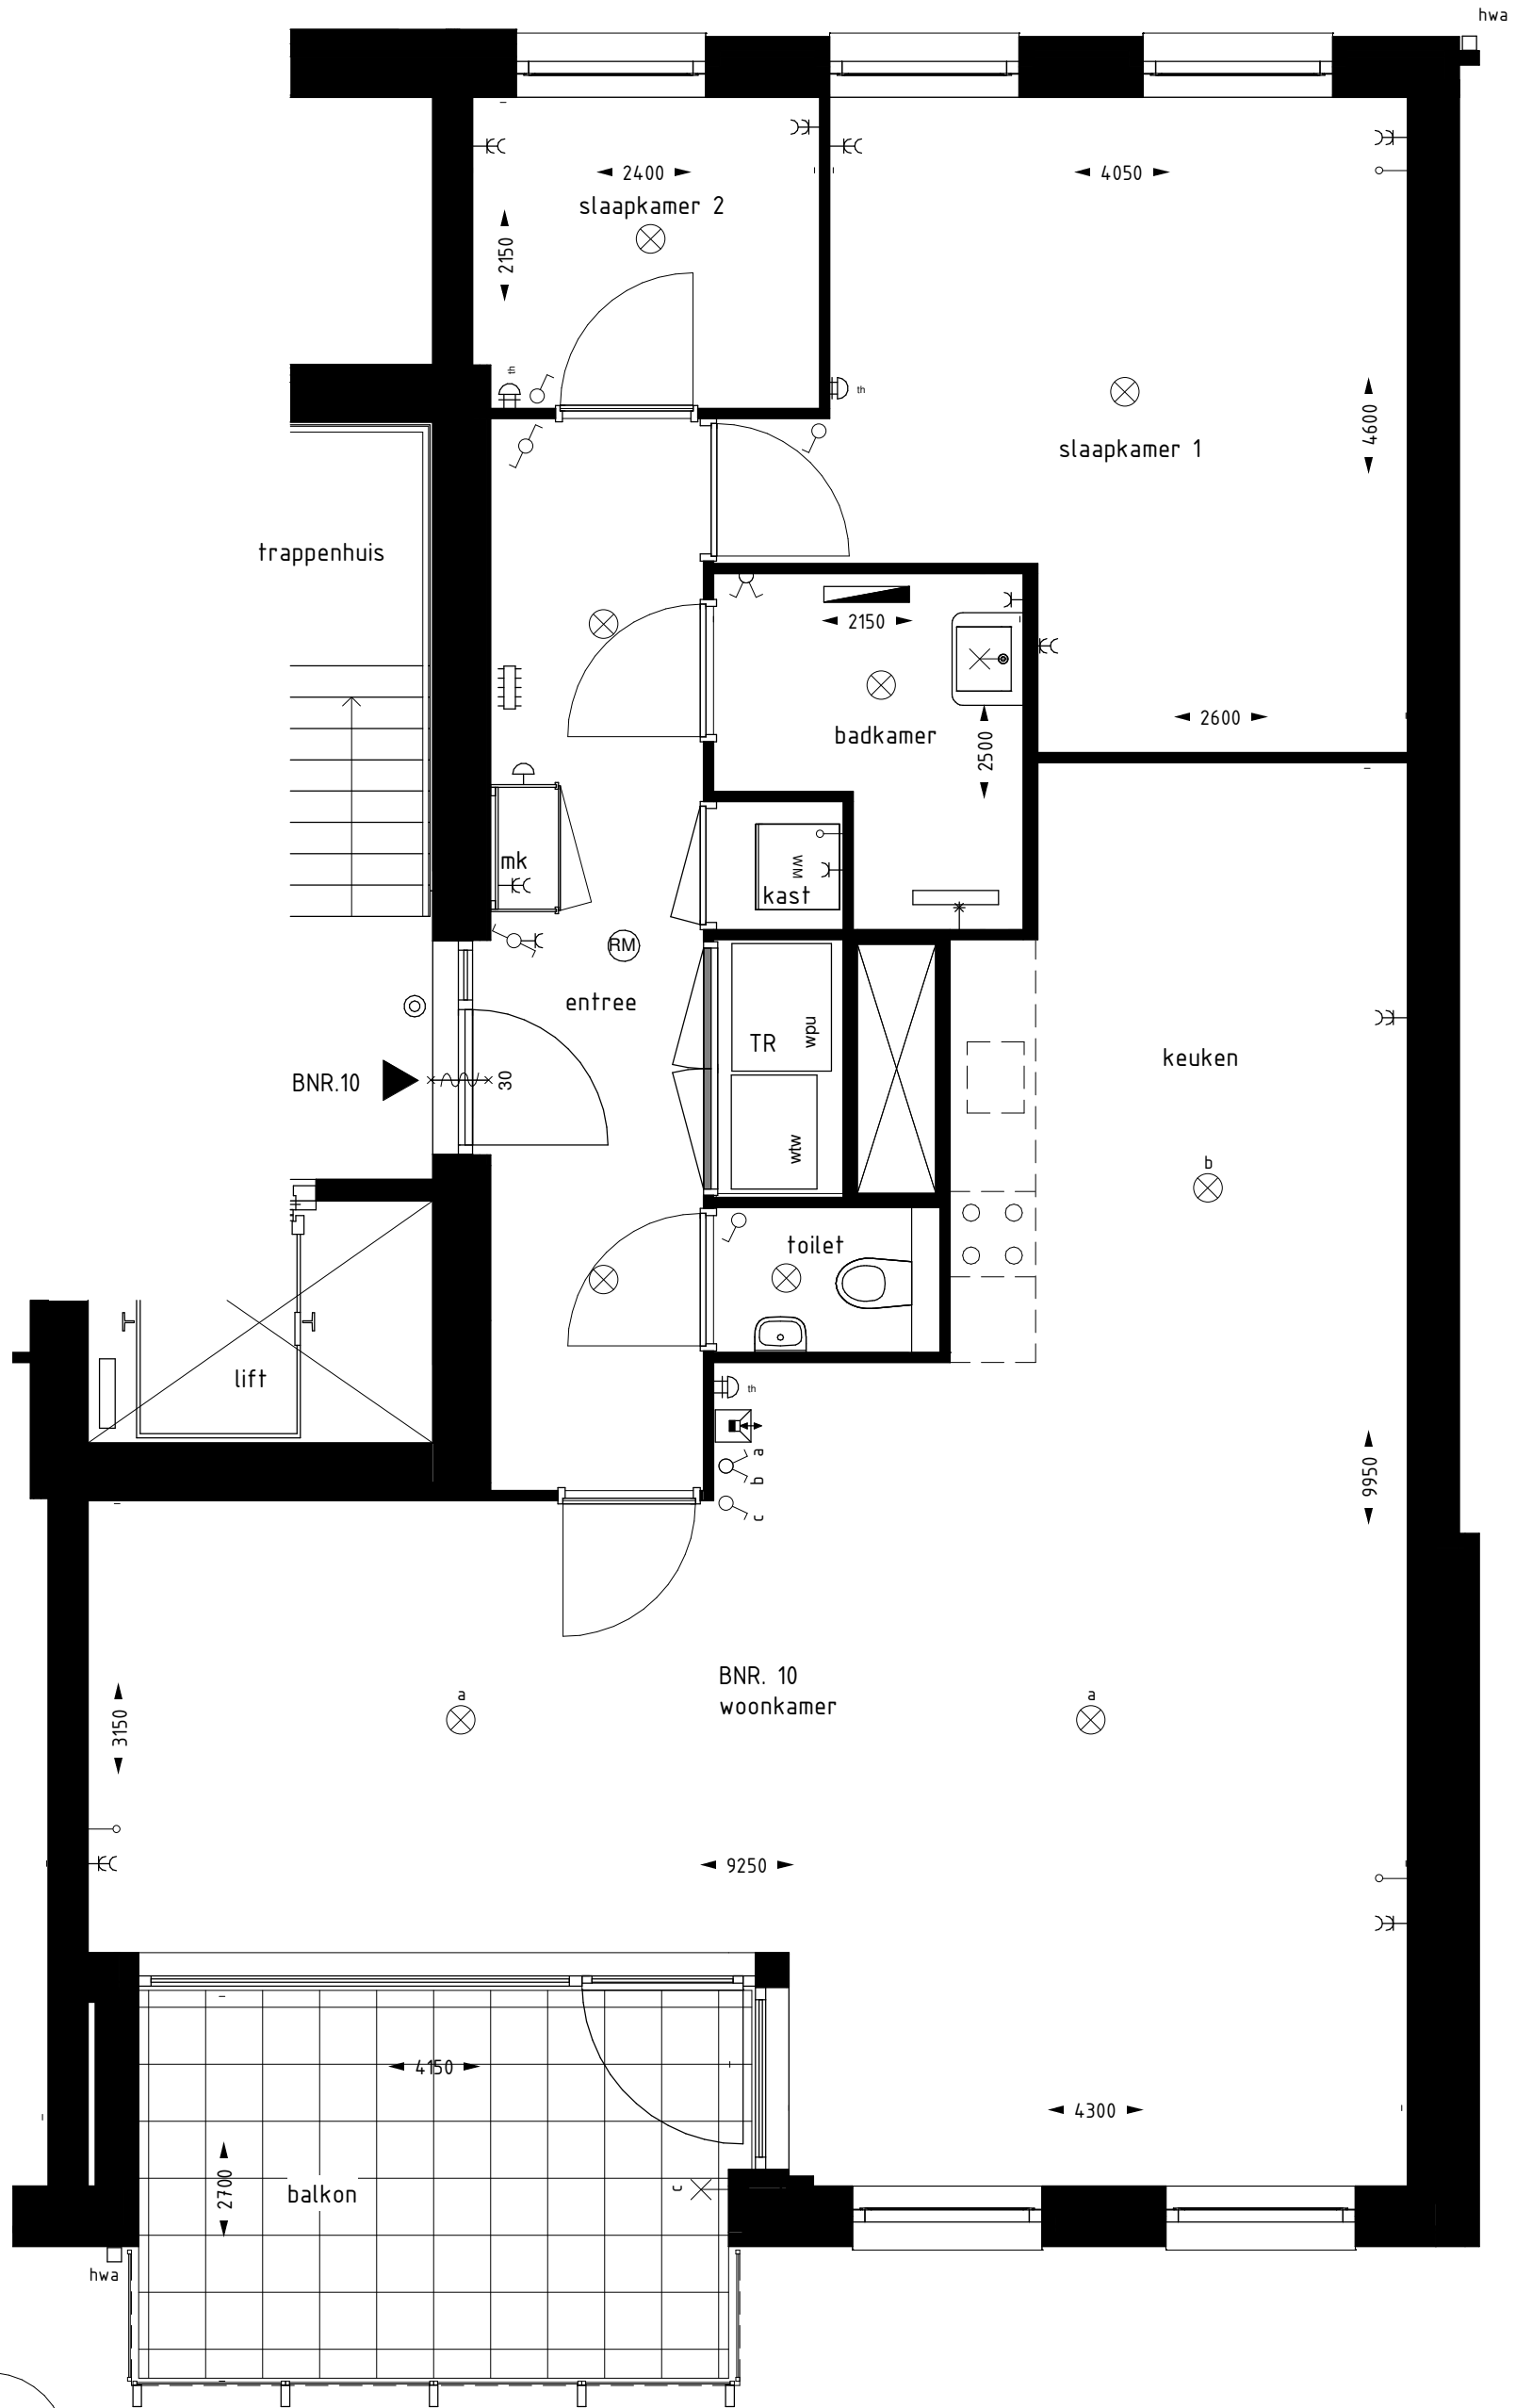 hwa
2400
4050
slaapkamer 2
2150
th
th
4600
slaapkamer 1
trappenhuis
2150
2600
badkamer
2500
mk
WM
kast
RM
entree
TR
wpu
keuken
BNR.10
30
wtw
b
toilet
lift
th
a
b
c
9950
BNR. 10
woonkamer
a
a
3150
9250
4150
4300
2700
balkon
c
hwa